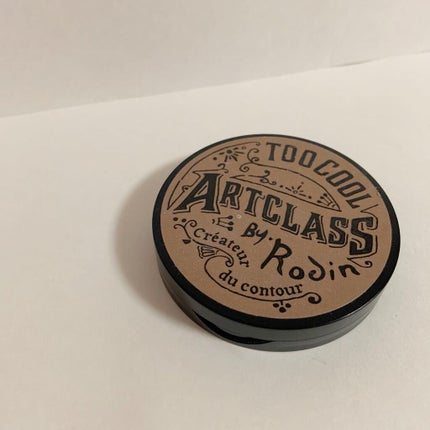 TOO COOL
ARTCLASS
BY. Rodin
Créateur
du contour